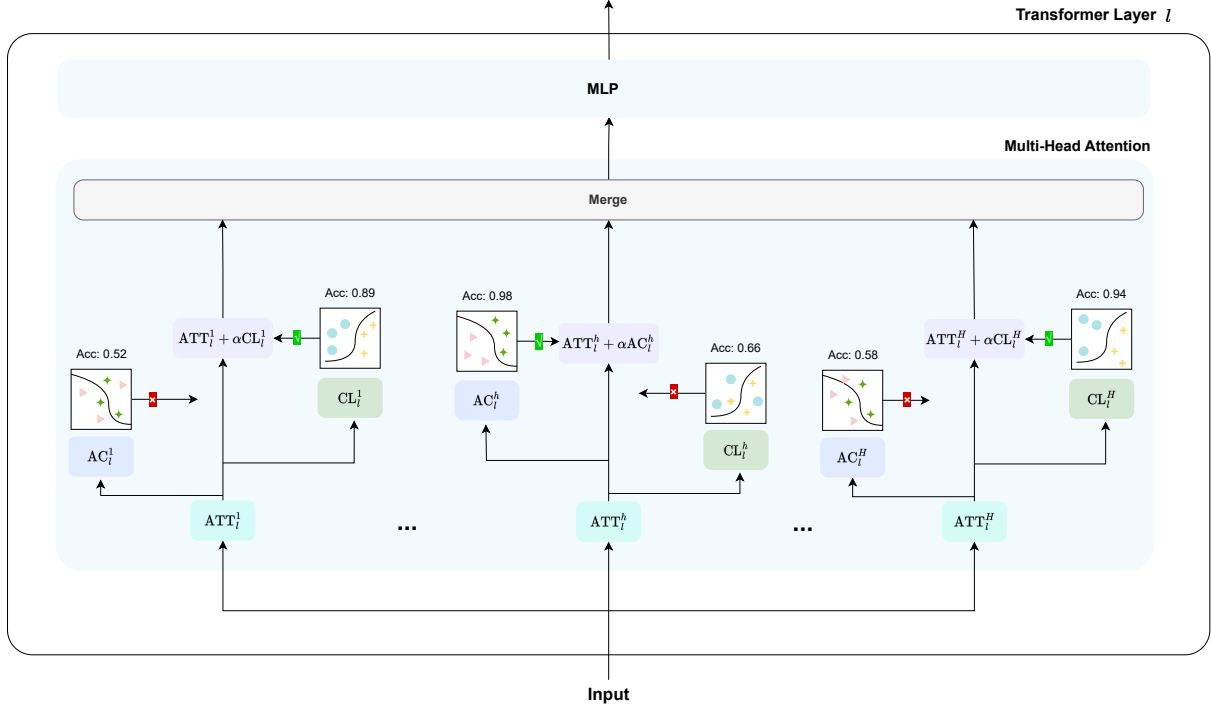 Transformer Layer l
MLP
Multi-Head Attention
Merge
Acc: 0.89
Acc: 0.98
Acc: 0.94
ATT_l^1 + αCL_l^1
ATT_l^h + αAC_l^h
ATT_l^H + αCL_l^H
Acc: 0.52
Acc: 0.66
Acc: 0.58
CL_l^1
AC_l^h
CL_l^H
AC_l^1
CL_l^h
AC_l^H
ATT_l^1
...
ATT_l^h
...
ATT_l^H
Input